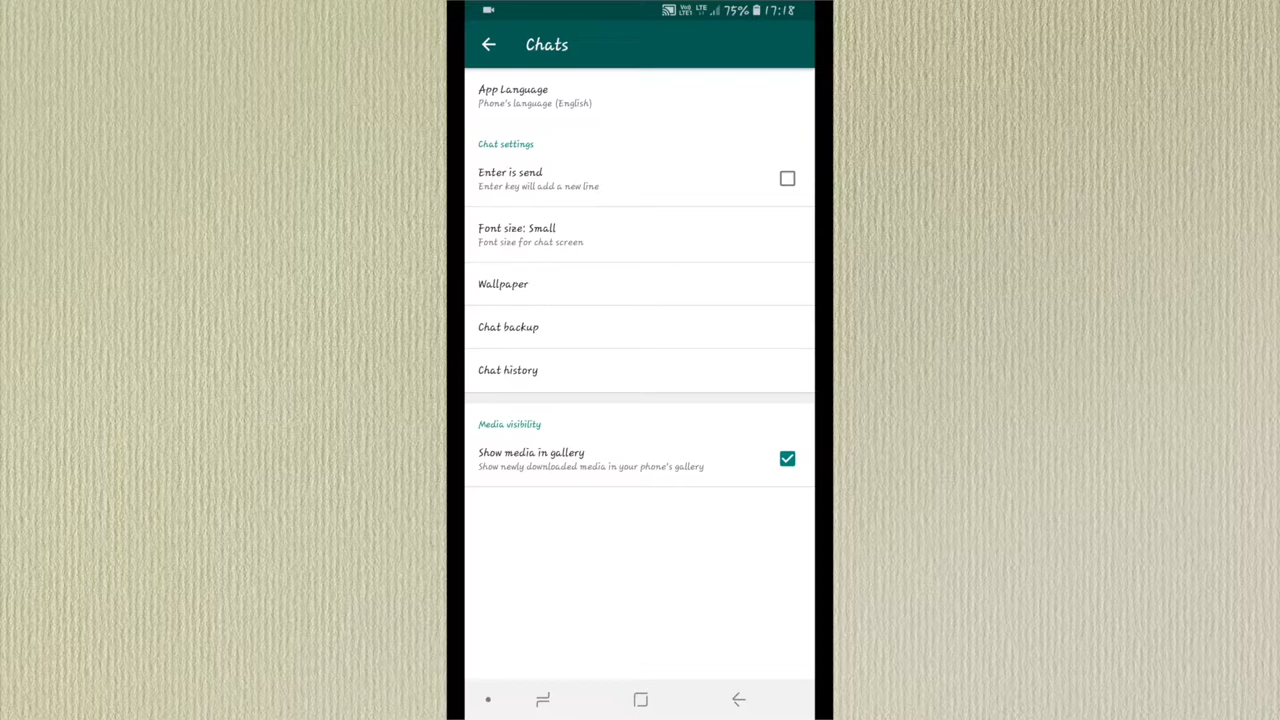 75% 17:18
Chats
App Language
Phone's language (English)
Chat settings
Enter is send
Enter key will add a new line
Font size: Small
Font size for chat screen
Wallpaper
Chat backup
Chat history
Media visibility
Show media in gallery
Show newly downloaded media in your phone's gallery